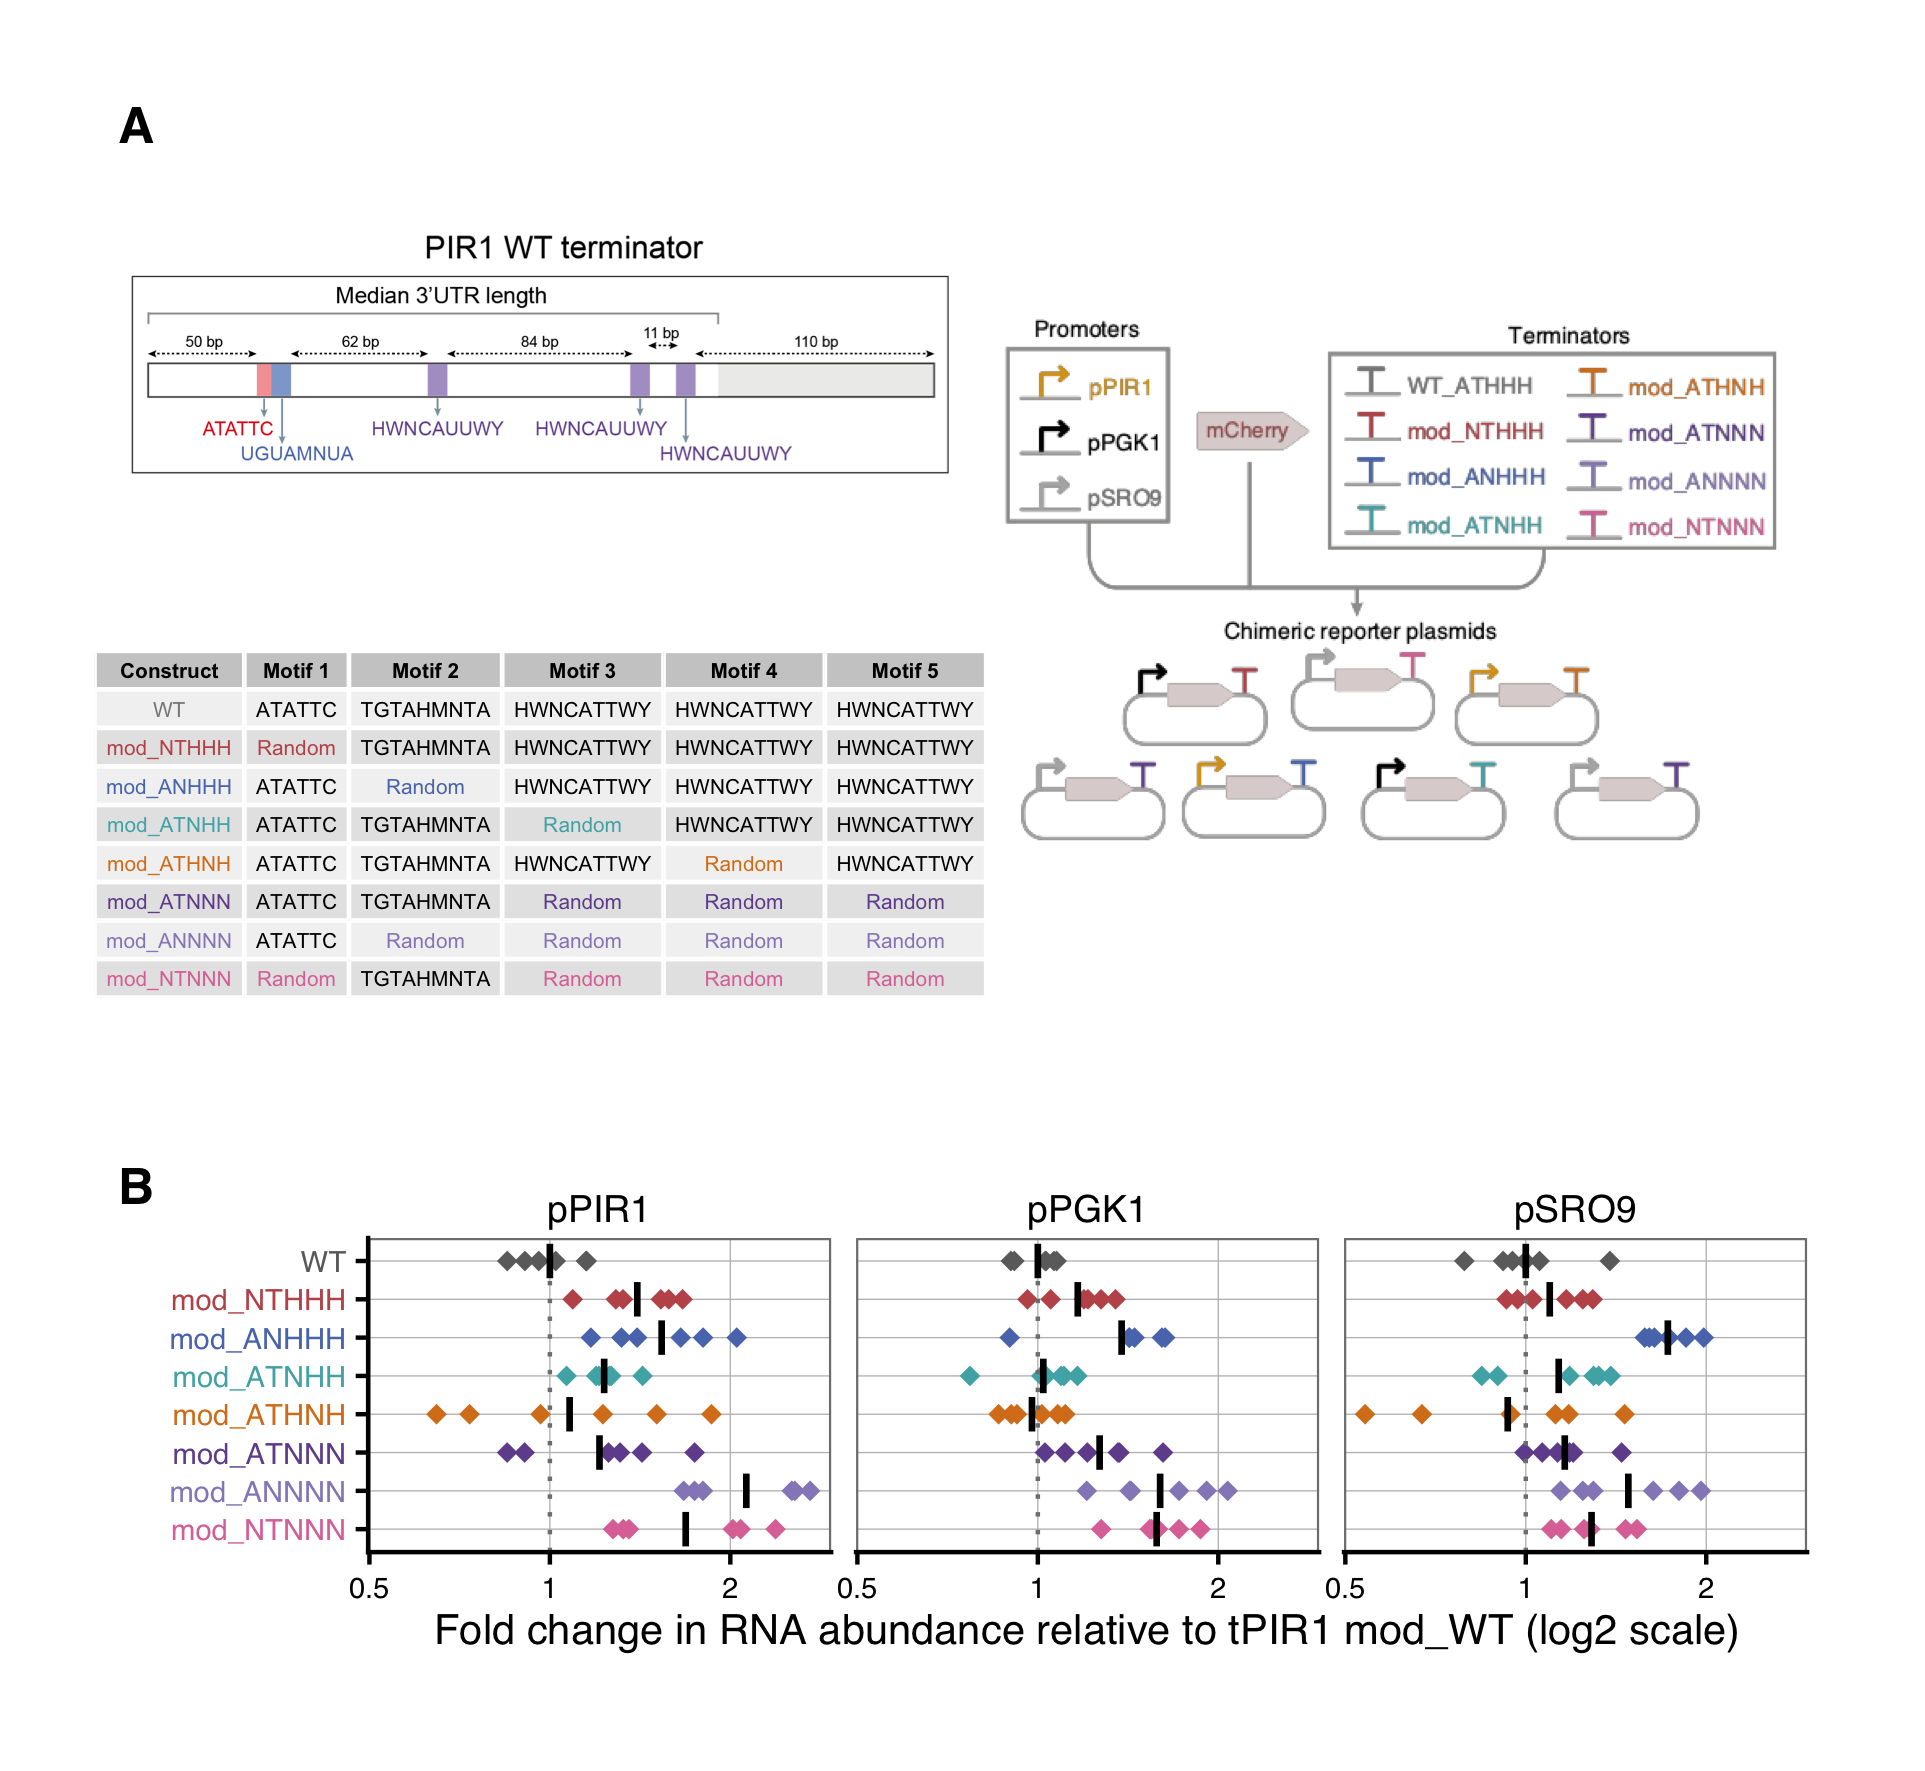 A
PIR1 WT terminator
Median 3'UTR length
50 bp
62 bp
84 bp
11 bp
110 bp
ATATTC
HWNCAUUWY
HWNCAUUWY
UGUAMNUA
HWNCAUUWY
Promoters
pPIR1
pPGK1
pSRO9
mCherry
Terminators
WT_ATHHH
mod_ATHNH
mod_NTHHH
mod_ATNNN
mod_ANHHH
mod_ANNNN
mod_ATNHH
mod_NTNNN
Chimeric reporter plasmids
Construct Motif 1 Motif 2 Motif 3 Motif 4 Motif 5
WT ATATTC TGTAHMNTA HWNCATTWY HWNCATTWY HWNCATTWY
mod_NTHHH Random TGTAHMNTA HWNCATTWY HWNCATTWY HWNCATTWY
mod_ANHHH ATATTC Random HWNCATTWY HWNCATTWY HWNCATTWY
mod_ATNHH ATATTC TGTAHMNTA Random HWNCATTWY HWNCATTWY
mod_ATHNH ATATTC TGTAHMNTA HWNCATTWY Random HWNCATTWY
mod_ATNNN ATATTC TGTAHMNTA Random Random Random
mod_ANNNN ATATTC Random Random Random Random
mod_NTNNN Random TGTAHMNTA Random Random Random
B
pPIR1 pPGK1 pSRO9
WT
mod_NTHHH
mod_ANHHH
mod_ATNHH
mod_ATHNH
mod_ATNNN
mod_ANNNN
mod_NTNNN
0.5 1 2 0.5 1 2 0.5 1 2
Fold change in RNA abundance relative to tPIR1 mod_WT (log2 scale)